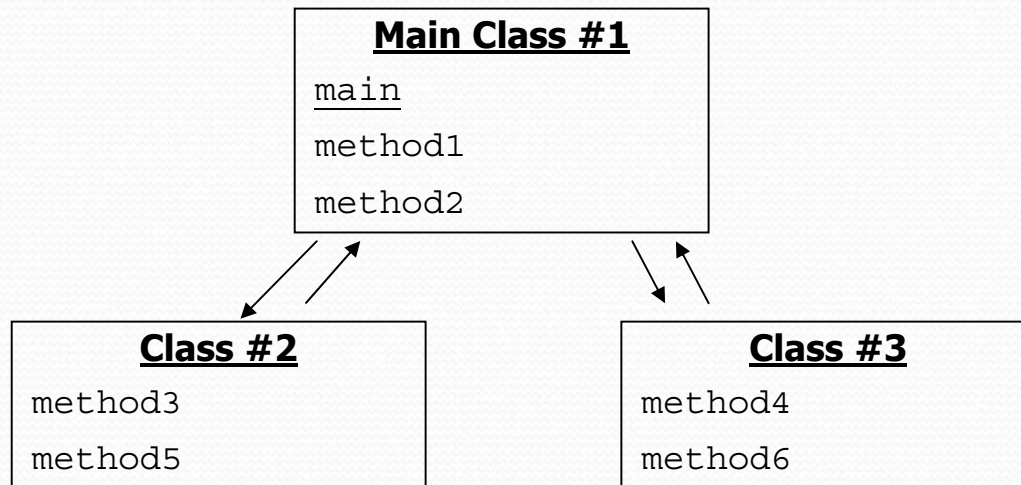 Main Class #1
main
method1
method2
Class #2
method3
method5
Class #3
method4
method6